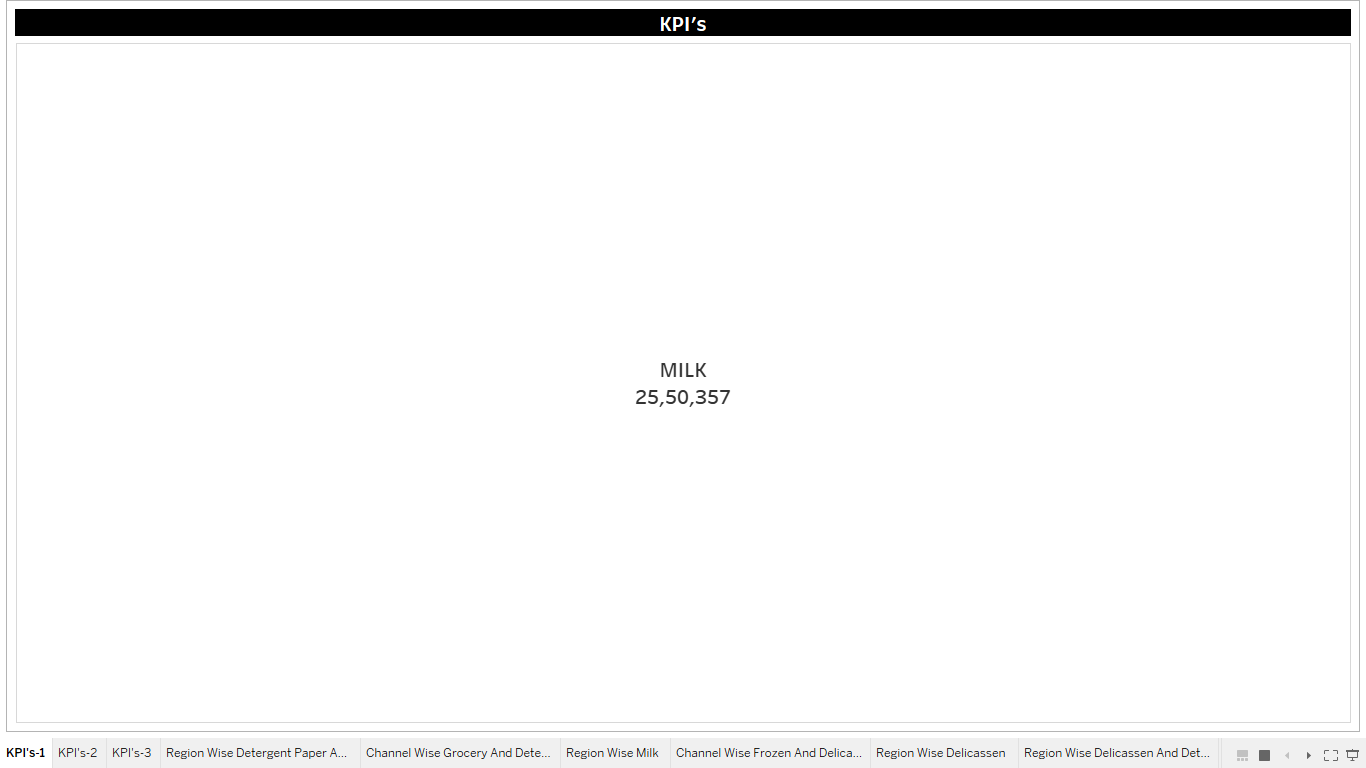 KPI’s
MILK
25,50,357
KPI's-1 KPI's-2 KPI's-3 Region Wise Detergent Paper A... Channel Wise Grocery And Dete... Region Wise Milk Channel Wise Frozen And Delica... Region Wise Delicassen Region Wise Delicassen And Det...